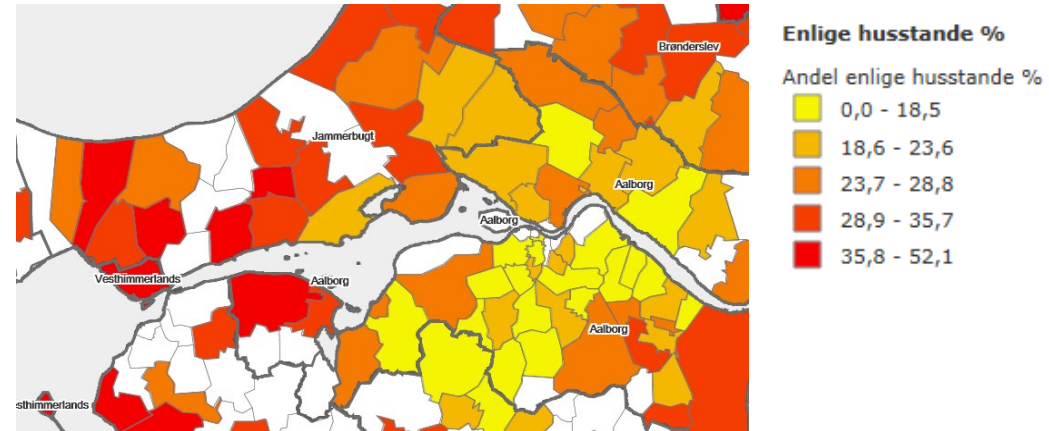 Brønderslev
Jammerbugt
Aalborg
Aalborg
Vesthimmerlands
Aalborg
Aalborg
sthimmerlands
Enlige husstande %
Andel enlige husstande %
0,0 - 18,5
18,6 - 23,6
23,7 - 28,8
28,9 - 35,7
35,8 - 52,1